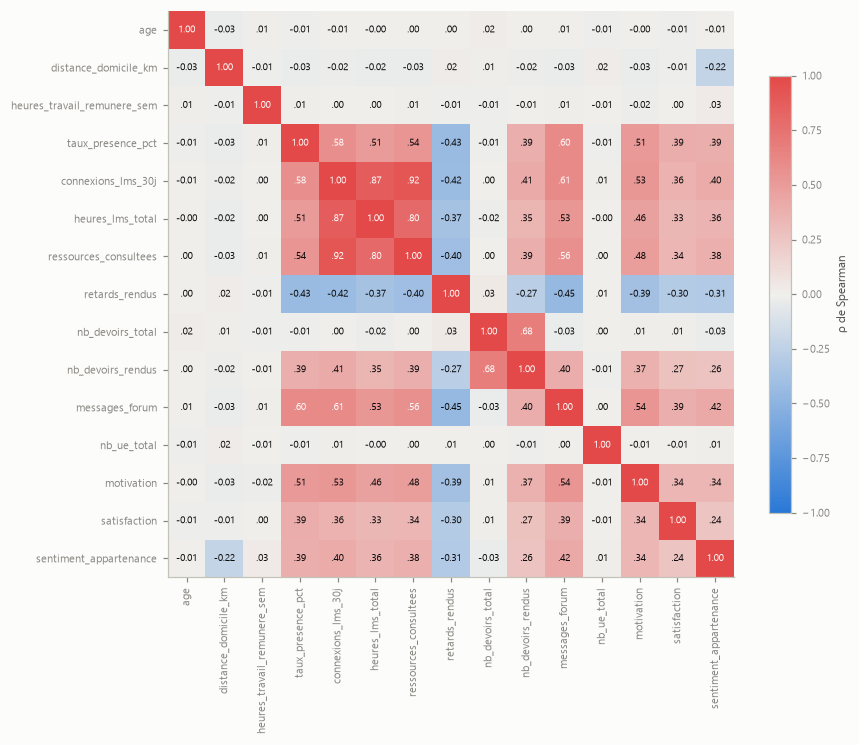 age 1.00 -0.03 .01 -0.01 -0.01 -0.00 .00 .00 .02 .00 .01 -0.01 -0.00 -0.01 -0.01
distance_domicile_km -0.03 1.00 -0.01 -0.03 -0.02 -0.02 -0.03 .02 .01 -0.02 -0.03 .02 -0.03 -0.01 -0.22
heures_travail_remunere_sem .01 -0.01 1.00 .01 .00 .00 .01 -0.01 -0.01 -0.01 .01 -0.01 -0.02 .00 .03
taux_presence_pct -0.01 -0.03 .01 1.00 .58 .51 .54 -0.43 -0.01 .39 .60 -0.01 .51 .39 .39
connexions_lms_30j -0.01 -0.02 .00 .58 1.00 .87 .92 -0.42 .00 .41 .61 .01 .53 .36 .40
heures_lms_total -0.00 -0.02 .00 .51 .87 1.00 .80 -0.37 -0.02 .35 .53 -0.00 .46 .33 .36
ressources_consultees .00 -0.03 .01 .54 .92 .80 1.00 -0.40 .00 .39 .56 .00 .48 .34 .38
retards_rendus .00 .02 -0.01 -0.43 -0.42 -0.37 -0.40 1.00 .03 -0.27 -0.45 .01 -0.39 -0.30 -0.31
nb_devoirs_total .02 .01 -0.01 -0.01 .00 -0.02 .00 .03 1.00 .68 -0.03 .00 .01 .01 -0.03
nb_devoirs_rendus .00 -0.02 -0.01 .39 .41 .35 .39 -0.27 .68 1.00 .40 -0.01 .37 .27 .26
messages_forum .01 -0.03 .01 .60 .61 .53 .56 -0.45 -0.03 .40 1.00 .00 .54 .39 .42
nb_ue_total -0.01 .02 -0.01 -0.01 .01 -0.00 .00 .01 .00 -0.01 .00 1.00 -0.01 -0.01 .01
motivation -0.00 -0.03 -0.02 .51 .53 .46 .48 -0.39 .01 .37 .54 -0.01 1.00 .34 .34
satisfaction -0.01 -0.01 .00 .39 .36 .33 .34 -0.30 .01 .27 .39 -0.01 .34 1.00 .24
sentiment_appartenance -0.01 -0.22 .03 .39 .40 .36 .38 -0.31 -0.03 .26 .42 .01 .34 .24 1.00
age
distance_domicile_km
heures_travail_remunere_sem
taux_presence_pct
connexions_lms_30j
heures_lms_total
ressources_consultees
retards_rendus
nb_devoirs_total
nb_devoirs_rendus
messages_forum
nb_ue_total
motivation
satisfaction
sentiment_appartenance
1.00
0.75
0.50
0.25
0.00
−0.25
−0.50
−0.75
−1.00
ρ de Spearman